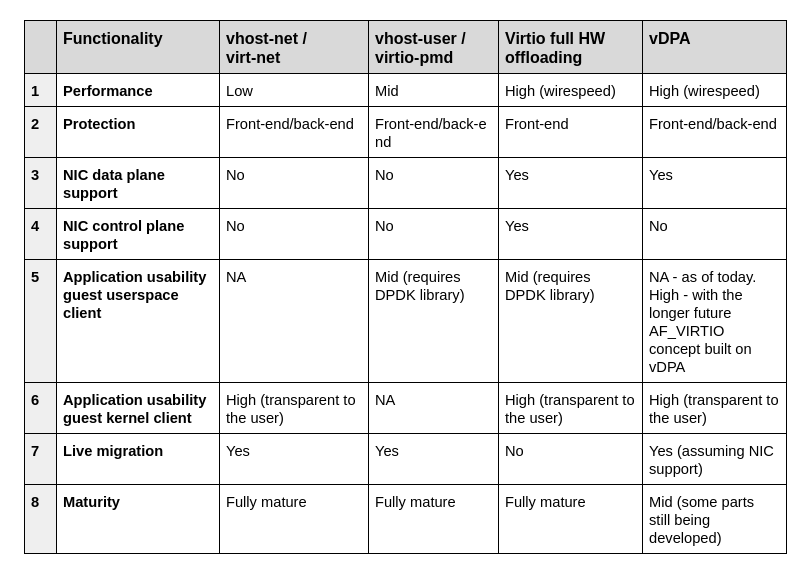 Functionality
vhost-net /
virt-net
vhost-user /
virtio-pmd
Virtio full HW
offloading
vDPA
1
Performance
Low
Mid
High (wirespeed)
High (wirespeed)
2
Protection
Front-end/back-end
Front-end/back-e
nd
Front-end
Front-end/back-end
3
NIC data plane
support
No
No
Yes
Yes
4
NIC control plane
support
No
No
Yes
No
5
Application usability
guest userspace
client
NA
Mid (requires
DPDK library)
Mid (requires
DPDK library)
NA - as of today.
High - with the
longer future
AF_VIRTIO
concept built on
vDPA
6
Application usability
guest kernel client
High (transparent to
the user)
NA
High (transparent to
the user)
High (transparent to
the user)
7
Live migration
Yes
Yes
No
Yes (assuming NIC
support)
8
Maturity
Fully mature
Fully mature
Fully mature
Mid (some parts
still being
developed)